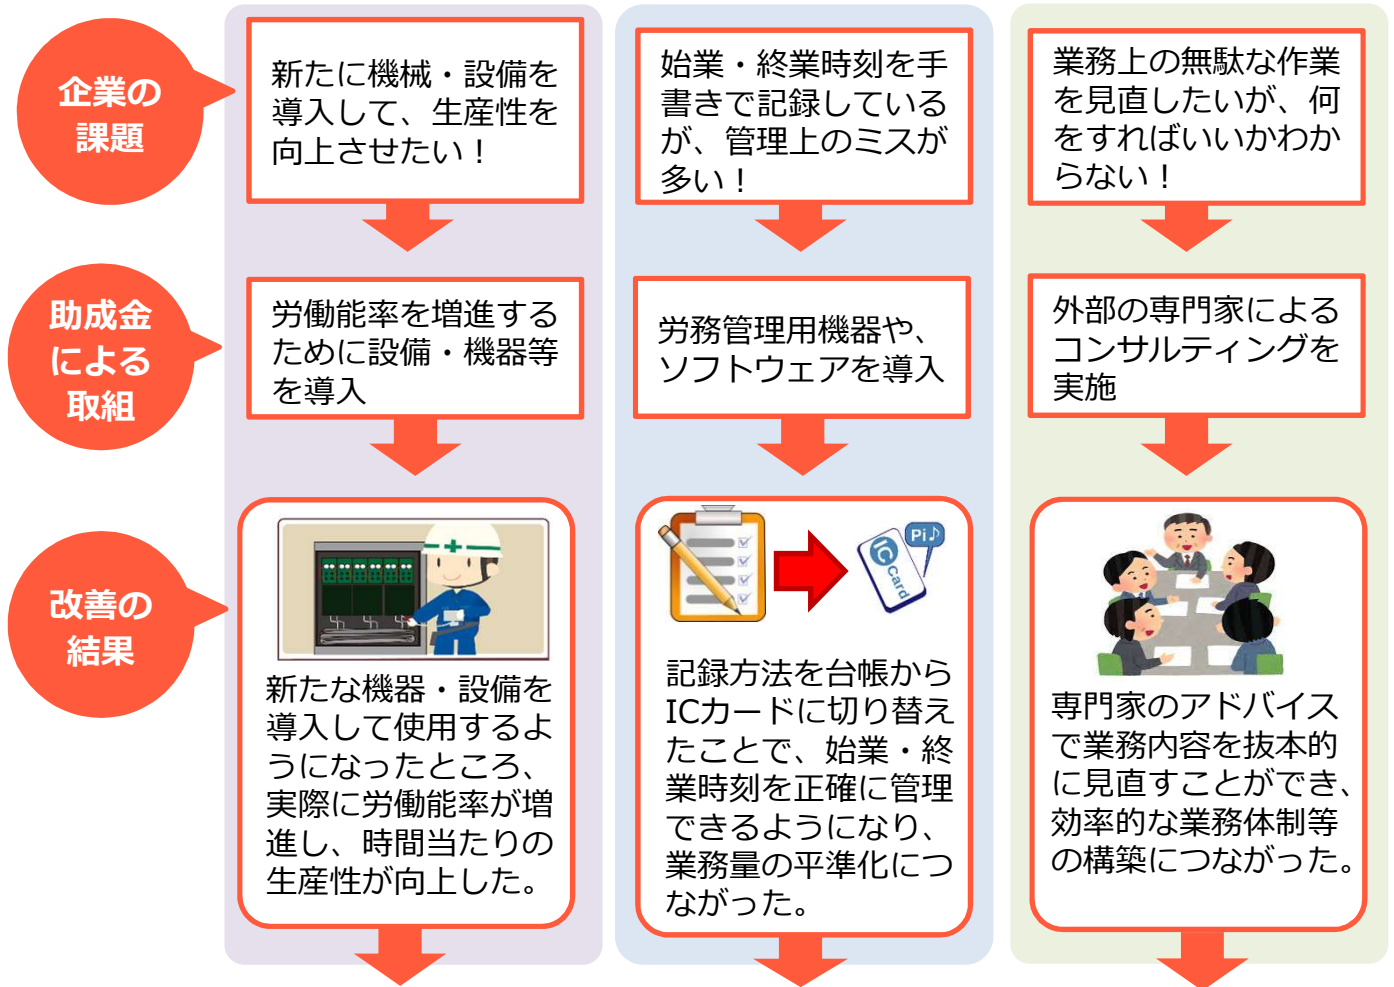 企業の
課題
新たに機械・設備を
導入して、生産性を
向上させたい！
始業・終業時刻を手
書きで記録している
が、管理上のミスが
多い！
業務上の無駄な作業
を見直したいが、何
をすればいいかわか
らない！
助成金
による
取組
労働能率を増進する
ために設備・機器等
を導入
労務管理用機器や、
ソフトウェアを導入
外部の専門家による
コンサルティングを
実施
改善の
結果
新たな機器・設備を
導入して使用するよ
うになったところ、
実際に労働能率が増
進し、時間当たりの
生産性が向上した。
IC
Card
Pi♪
記録方法を台帳から
ICカードに切り替え
たことで、始業・終
業時刻を正確に管理
できるようになり、
業務量の平準化につ
ながった。
専門家のアドバイス
で業務内容を抜本的
に見直すことができ、
効率的な業務体制等
の構築につながった。